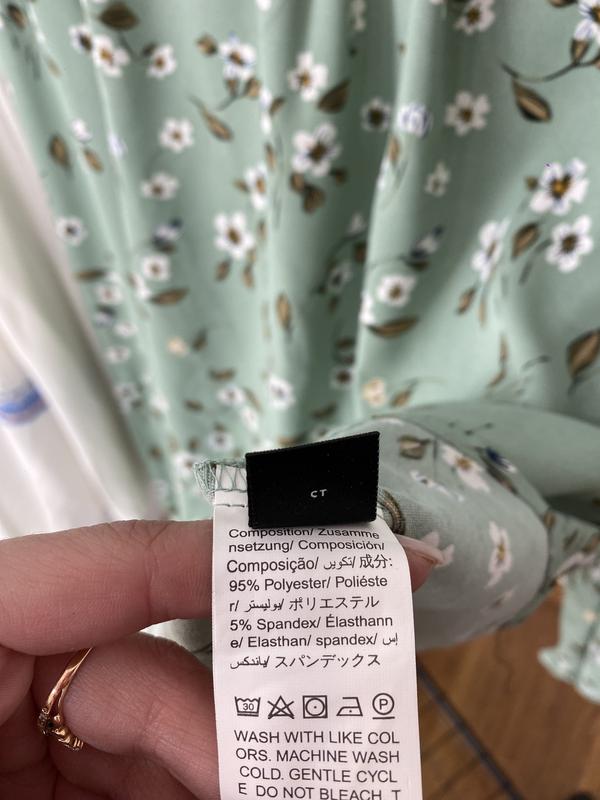 CT
Composition/ Zusamme
nsetzung/ Composición/
Composição/ تكوين/ 成分:
95% Polyester/ Poliéste
r/ بوليستر/ ポリエステル
5% Spandex/ Élasthann
e/ Elasthan/ spandex/ إس
باندكس/ スパンデックス
30 P
WASH WITH LIKE COL
ORS. MACHINE WASH
COLD. GENTLE CYCL
E DO NOT BLEACH. T